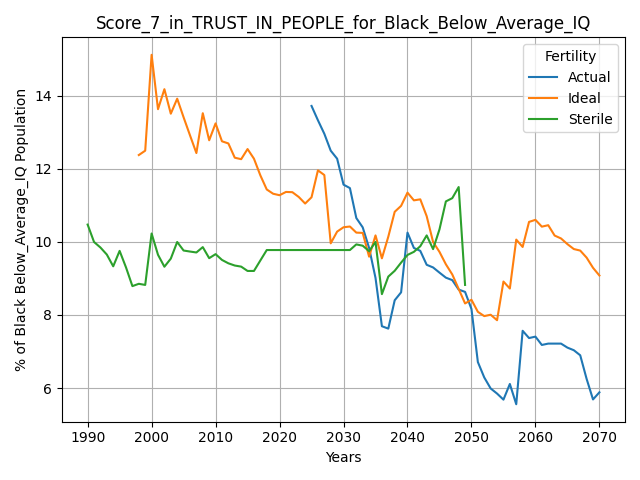 Score_7_in_TRUST_IN_PEOPLE_for_Black_Below_Average_IQ
Fertility
Actual
Ideal
Sterile
% of Black Below_Average_IQ Population
14
12
10
8
6
1990 2000 2010 2020 2030 2040 2050 2060 2070
Years